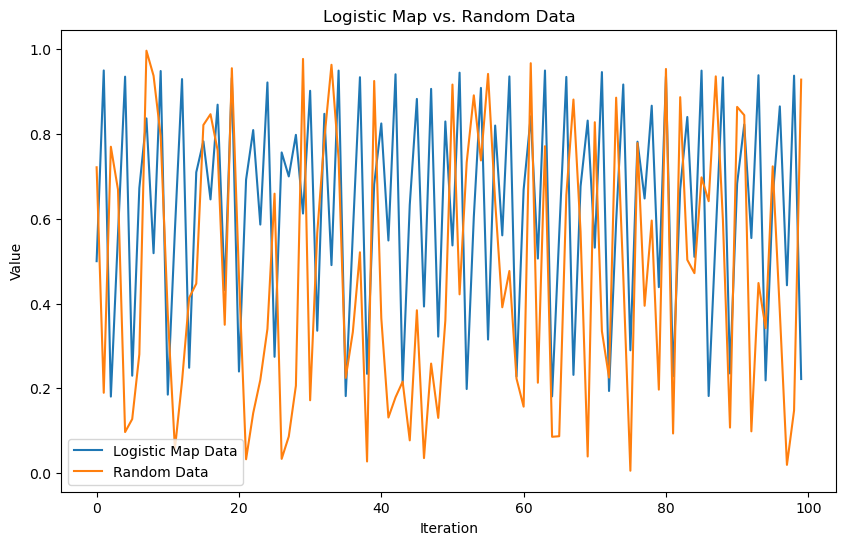 Logistic Map vs. Random Data
1.0
0.8
0.6
0.4
0.2
0.0
Value
Logistic Map Data
Random Data
0 20 40 60 80 100
Iteration